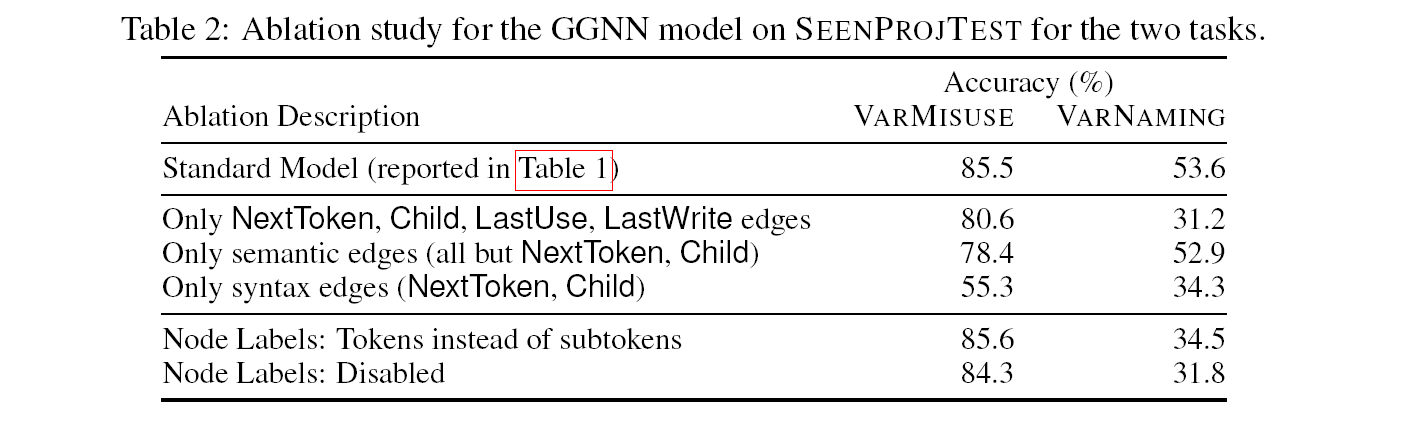 Table 2: Ablation study for the GGNN model on SEENPROJTEST for the two tasks.
Accuracy (%)
Ablation Description VARMISUSE VARNAMING
Standard Model (reported in Table 1) 85.5 53.6
Only NextToken, Child, LastUse, LastWrite edges 80.6 31.2
Only semantic edges (all but NextToken, Child) 78.4 52.9
Only syntax edges (NextToken, Child) 55.3 34.3
Node Labels: Tokens instead of subtokens 85.6 34.5
Node Labels: Disabled 84.3 31.8